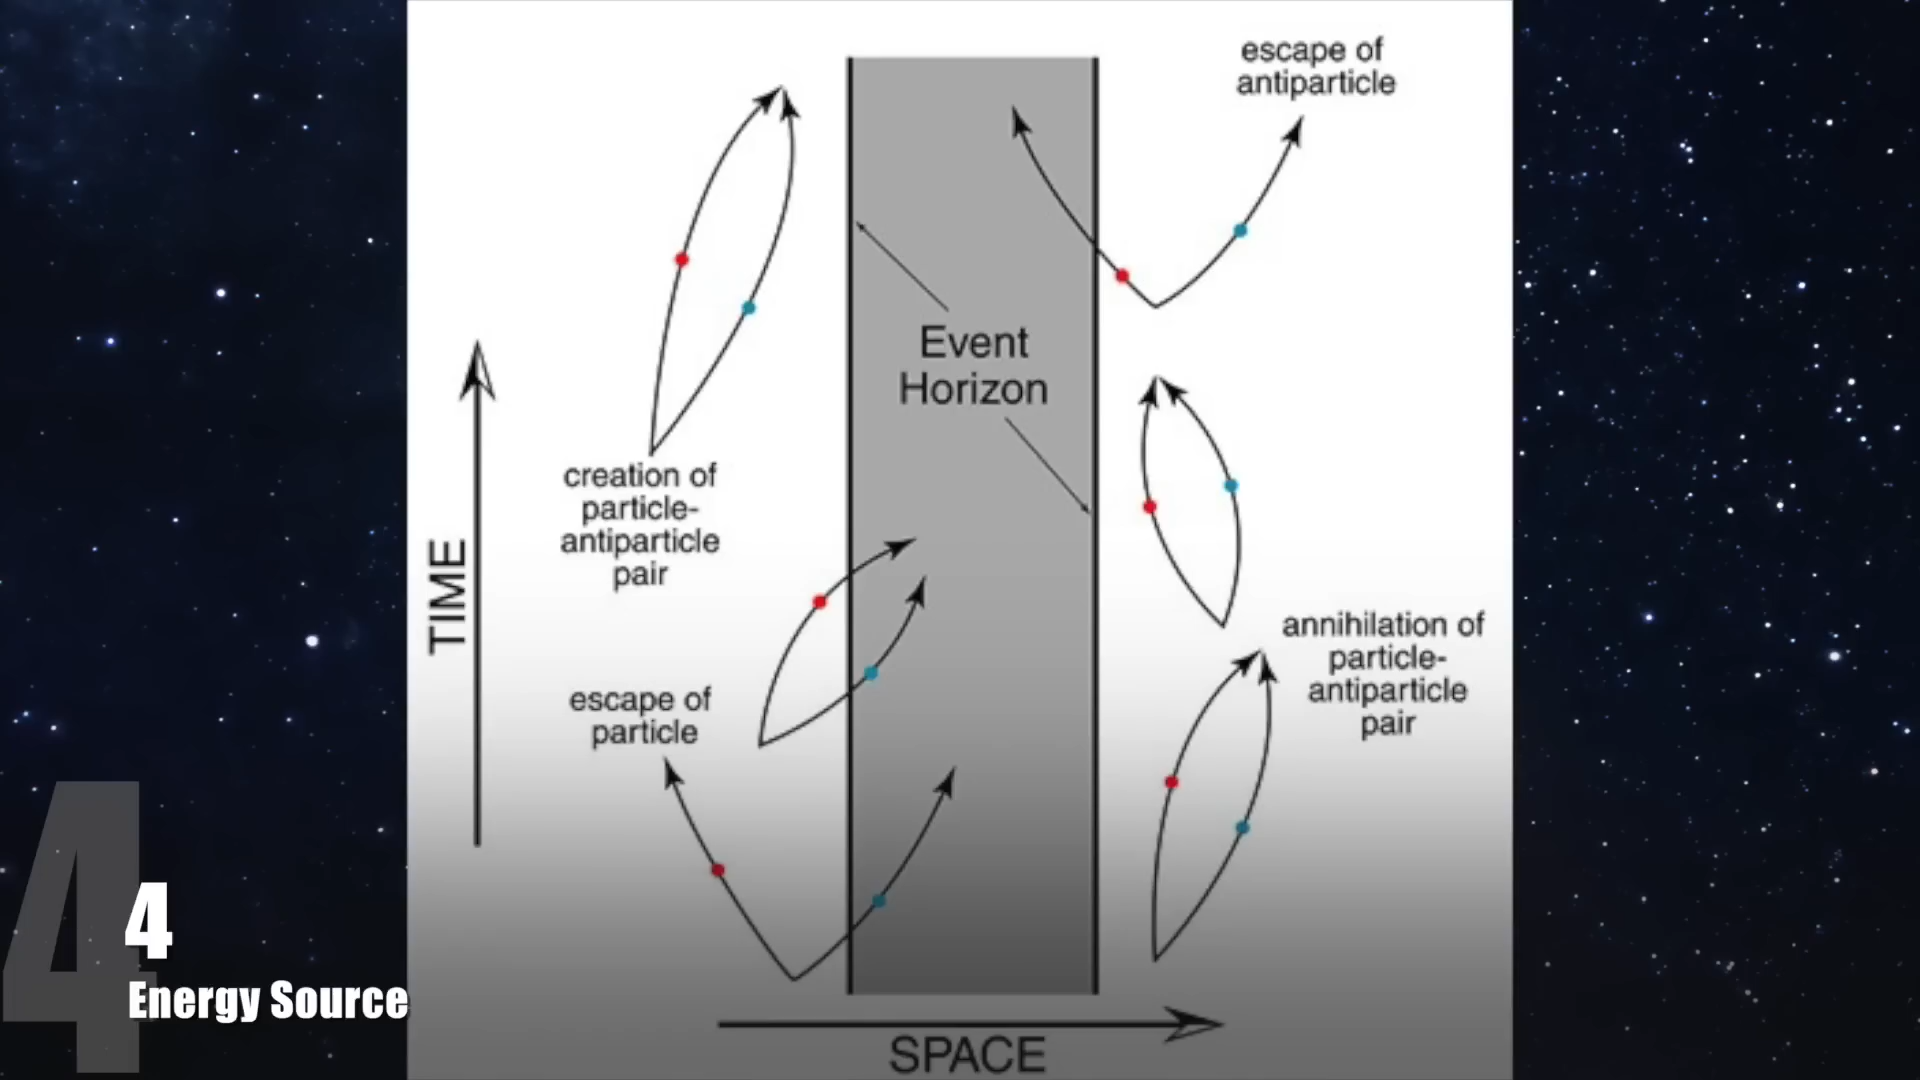 escape of
antiparticle
Event
Horizon
creation of
particle-
antiparticle
pair
TIME
annihilation of
particle-
antiparticle
pair
escape of
particle
4
4
Energy Source
SPACE